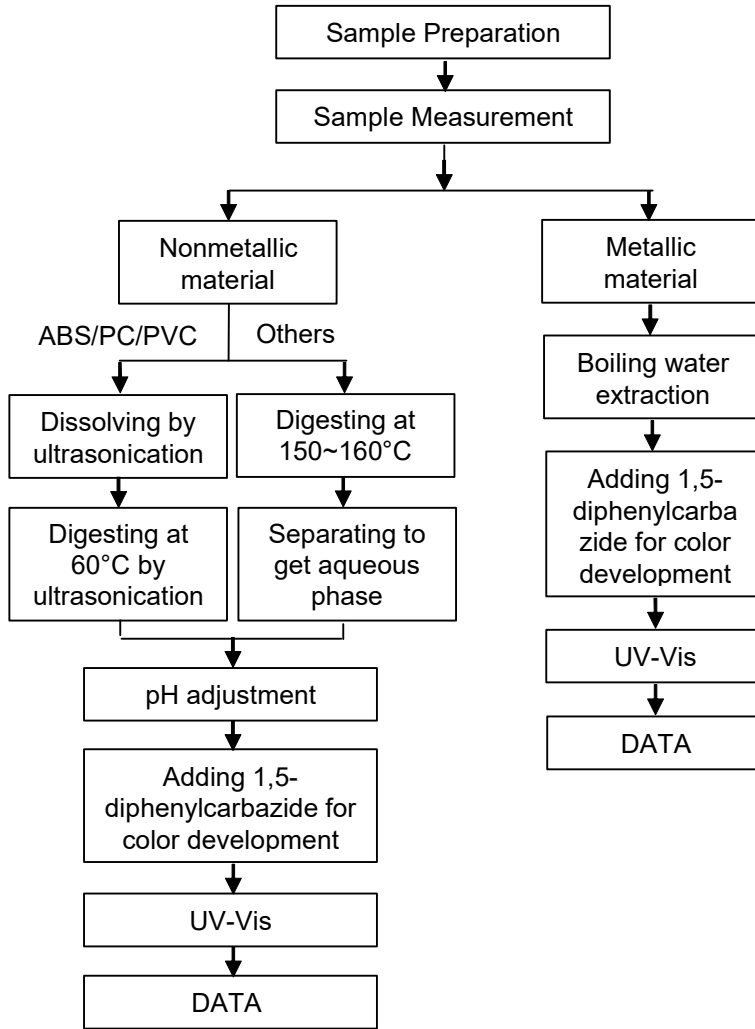 Sample Preparation
Sample Measurement
Nonmetallic
material
Metallic
material
ABS/PC/PVC
Others
Boiling water
extraction
Dissolving by
ultrasonication
Digesting at
150~160°C
Adding 1,5-
diphenylcarba
zide for color
development
Digesting at
60°C by
ultrasonication
Separating to
get aqueous
phase
UV-Vis
pH adjustment
DATA
Adding 1,5-
diphenylcarbazide for
color development
UV-Vis
DATA